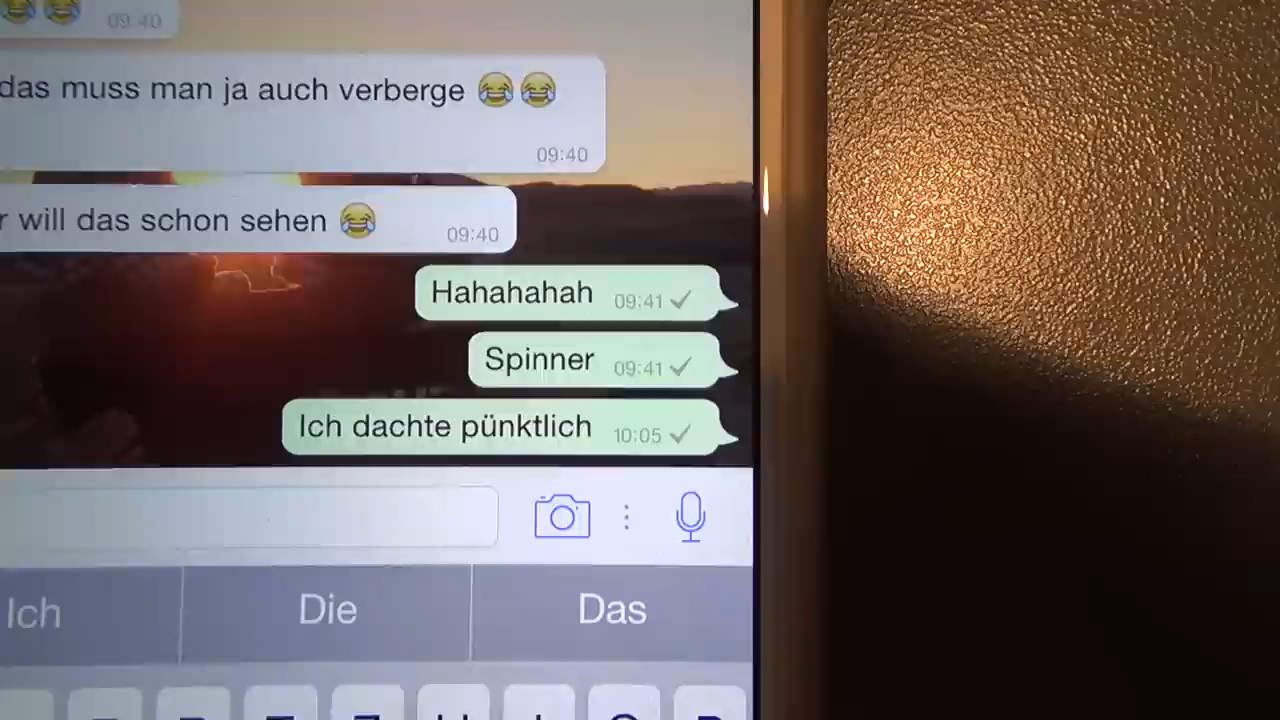 😂😂 09:40
das muss man ja auch verberge 😂😂
09:40
r will das schon sehen 😂 09:40
Hahahahah 09:41
Spinner 09:41
Ich dachte pünktlich 10:05
Ich Die Das